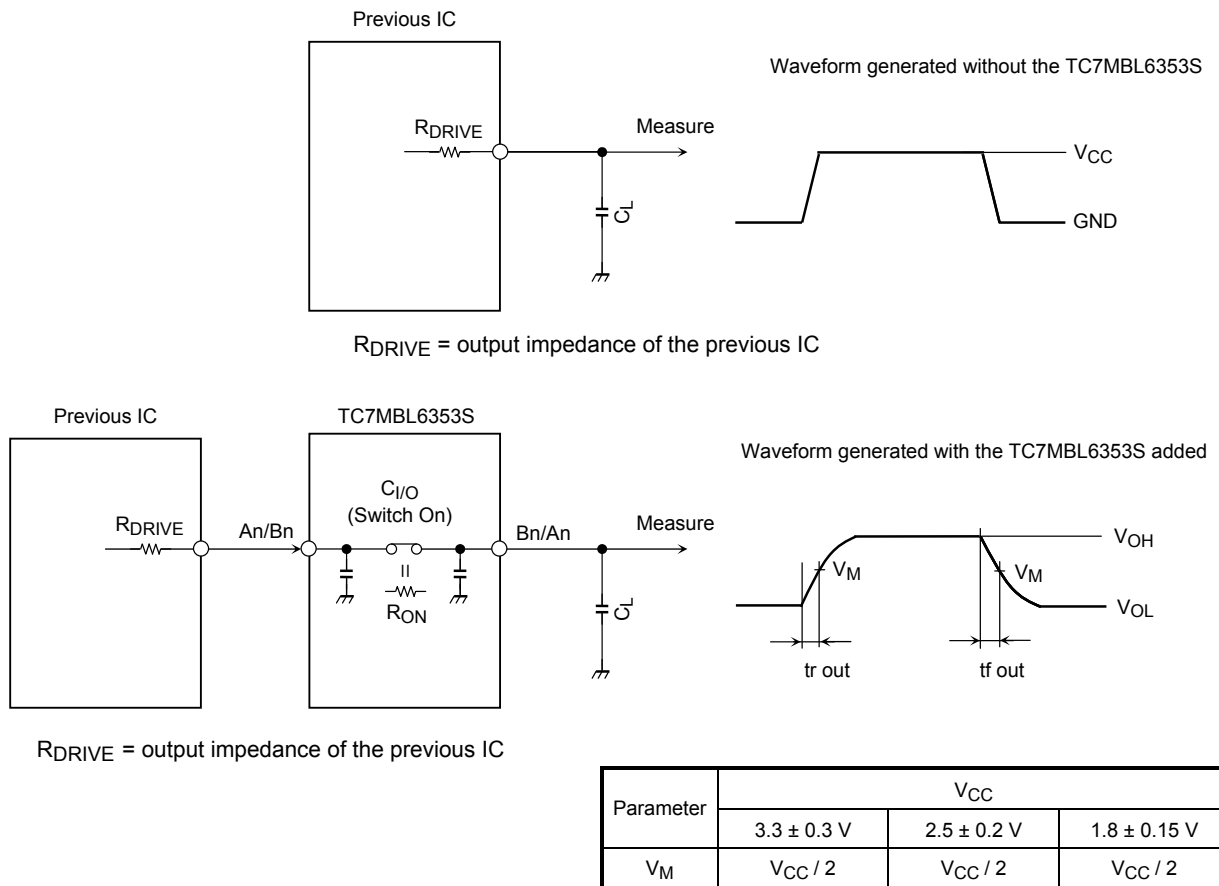 Previous IC
Waveform generated without the TC7MBL6353S
RDRIVE
Measure
VCC
CL
GND
RDRIVE = output impedance of the previous IC
Previous IC
TC7MBL6353S
Waveform generated with the TC7MBL6353S added
CI/O
(Switch On)
RDRIVE
An/Bn
Bn/An
Measure
VOH
VM
VM
RON
CL
VOL
tr out
tf out
RDRIVE = output impedance of the previous IC
Parameter
VCC
3.3 ± 0.3 V
2.5 ± 0.2 V
1.8 ± 0.15 V
VM
VCC / 2
VCC / 2
VCC / 2